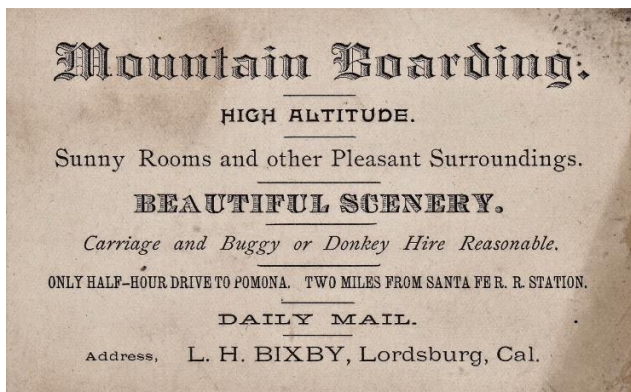 Mountain Boarding.
HIGH ALTITUDE.
Sunny Rooms and other Pleasant Surroundings.
BEAUTIFUL SCENERY.
Carriage and Buggy or Donkey Hire Reasonable.
ONLY HALF-HOUR DRIVE TO POMONA. TWO MILES FROM SANTA FE R. R. STATION.
DAILY MAIL.
Address, L. H. BIXBY, Lordsburg, Cal.